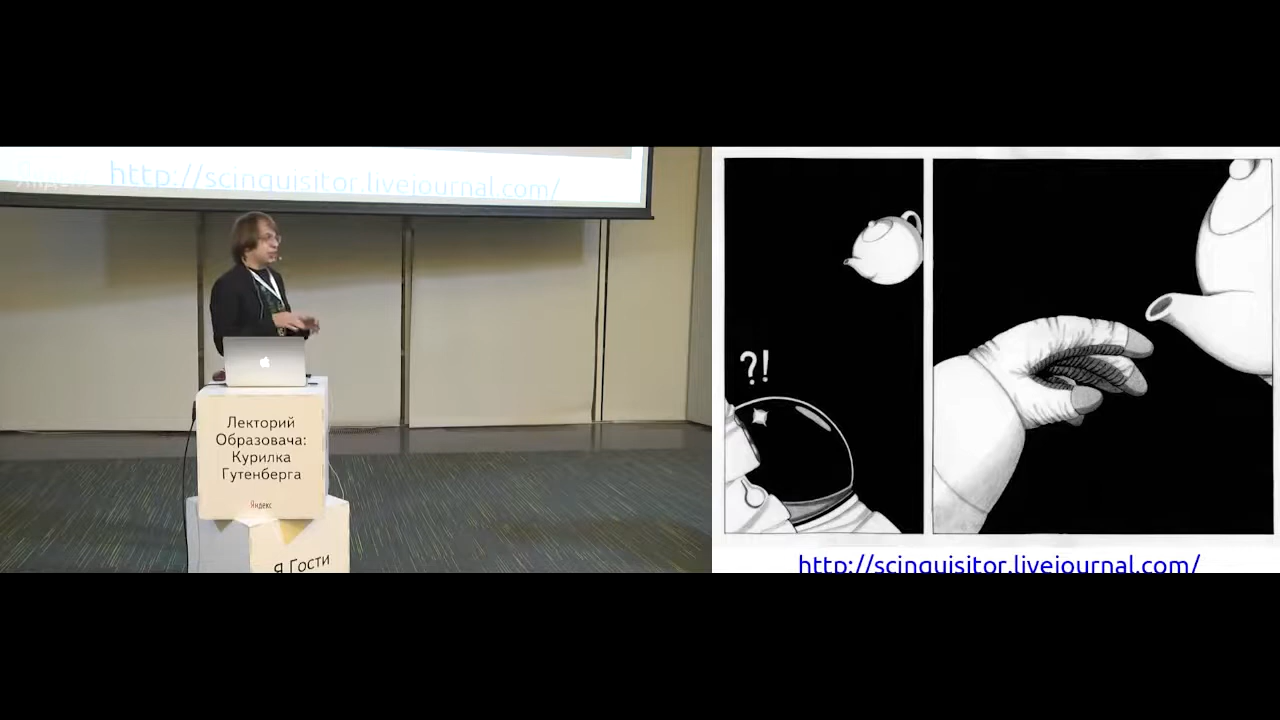 http://scinquisitor.livejournal.com/
Лекторий
Образовача:
Курилка
Гутенберга
Яндекс
Я.Гости
?!
http://scinquisitor.livejournal.com/